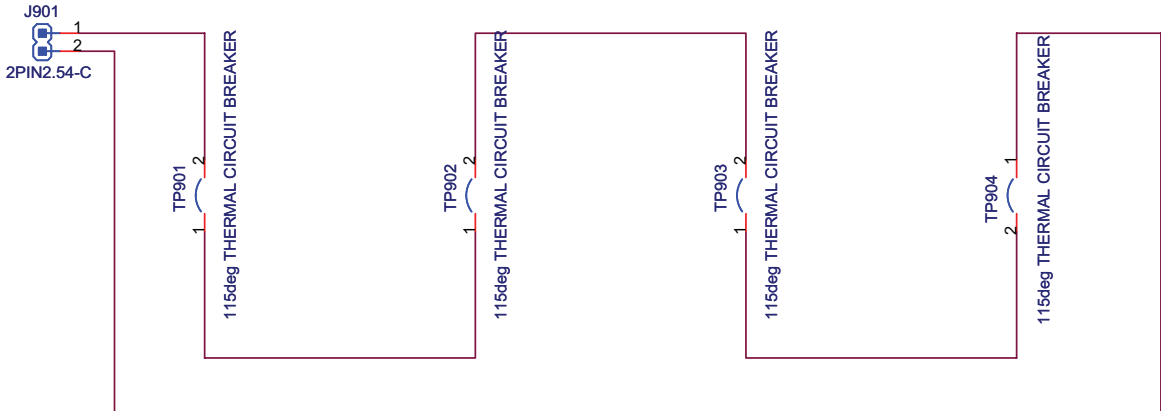 J901
1
2
2PIN2.54-C
TP901
2
1
115deg THERMAL CIRCUIT BREAKER
TP902
2
1
115deg THERMAL CIRCUIT BREAKER
TP903
2
1
115deg THERMAL CIRCUIT BREAKER
TP904
1
2
115deg THERMAL CIRCUIT BREAKER